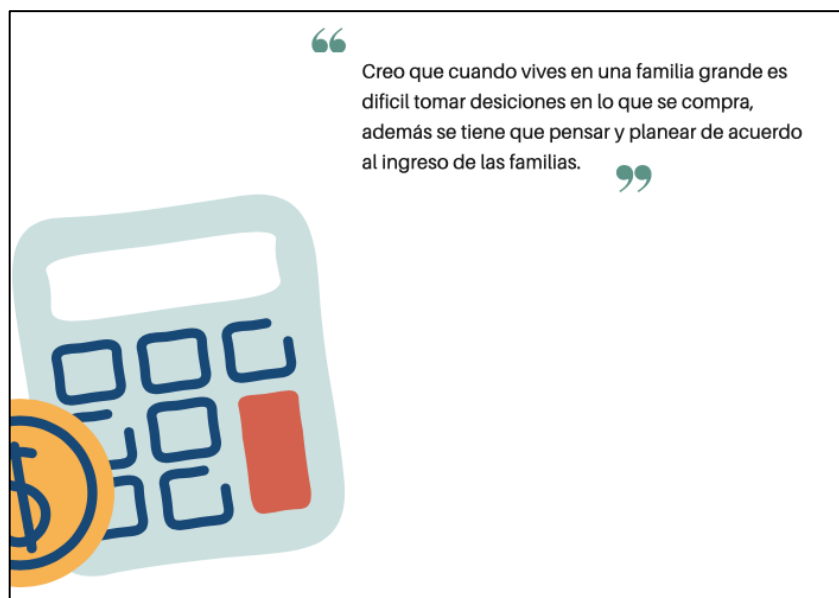 “
Creo que cuando vives en una familia grande es
dificil tomar desiciones en lo que se compra,
además se tiene que pensar y planear de acuerdo
al ingreso de las familias.
”
$